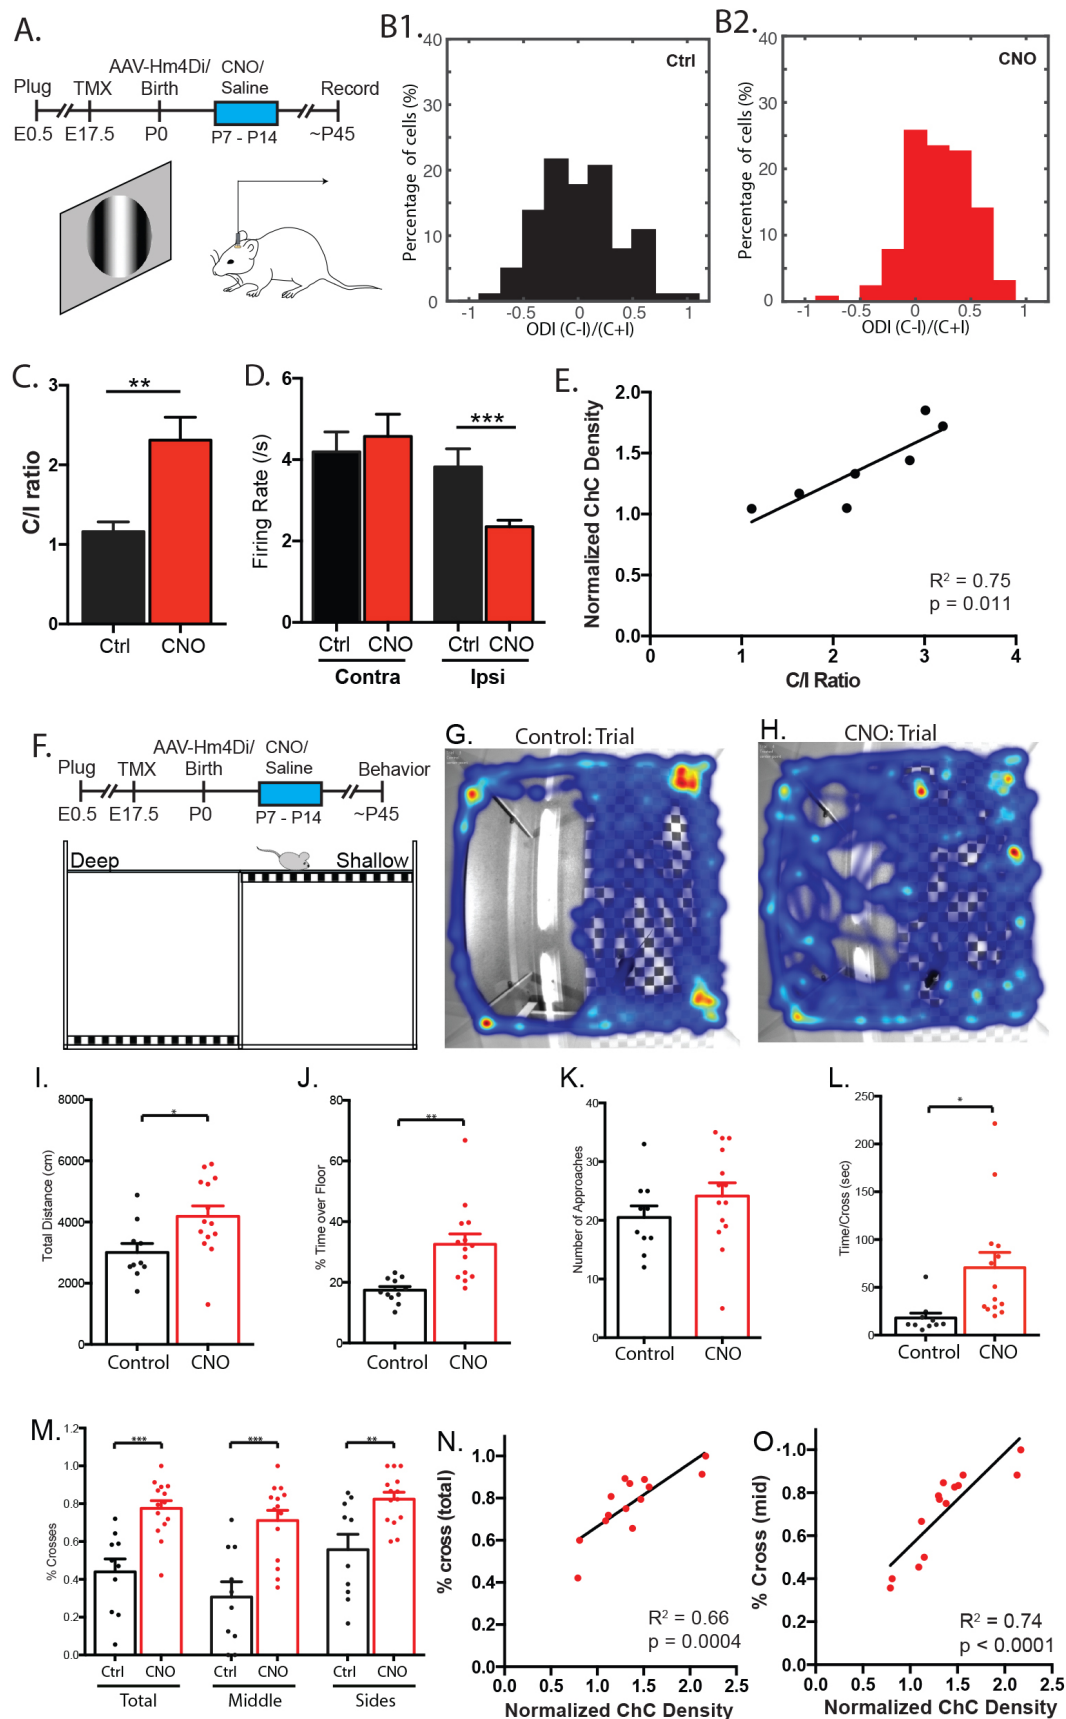 A.
AAV-Hm4Di/ CNO/
Plug TMX Birth Saline Record
E0.5 E17.5 P0 P7 - P14 ~P45
B1.
Ctrl
Percentage of cells (%)
40
30
20
10
0
-1 -0.5 0 0.5 1
ODI (C-I)/(C+I)
B2.
CNO
Percentage of cells (%)
40
30
20
10
0
-1 -0.5 0 0.5 1
ODI (C-I)/(C+I)
C.
**
C/I ratio
3
2
1
0
Ctrl CNO
D.
***
Firing Rate (/s)
6
4
2
0
Ctrl CNO Ctrl CNO
Contra Ipsi
E.
Normalized ChC Density
2.0
1.5
1.0
0.5
0.0
R² = 0.75
p = 0.011
0 1 2 3 4
C/I Ratio
F.
AAV-Hm4Di/ CNO/
Plug TMX Birth Saline Behavior
E0.5 E17.5 P0 P7 - P14 ~P45
Deep Shallow
G.
Control: Trial
H.
CNO: Trial
I.
*
Total Distance (cm)
8000
6000
4000
2000
0
Control CNO
J.
**
% Time over Floor
80
60
40
20
0
Control CNO
K.
Number of Approaches
40
30
20
10
0
Control CNO
L.
*
Time/Cross (sec)
250
200
150
100
50
0
Control CNO
M.
*** *** **
% Crosses
1.2
1.0
0.8
0.6
0.4
0.2
0.0
Ctrl CNO Ctrl CNO Ctrl CNO
Total Middle Sides
N.
% cross (total)
1.0
0.8
0.6
0.4
0.2
0.0
R² = 0.66
p = 0.0004
0.0 0.5 1.0 1.5 2.0 2.5
Normalized ChC Density
O.
% Cross (mid)
1.0
0.8
0.6
0.4
0.2
0.0
R² = 0.74
p < 0.0001
0.0 0.5 1.0 1.5 2.0 2.5
Normalized ChC Density